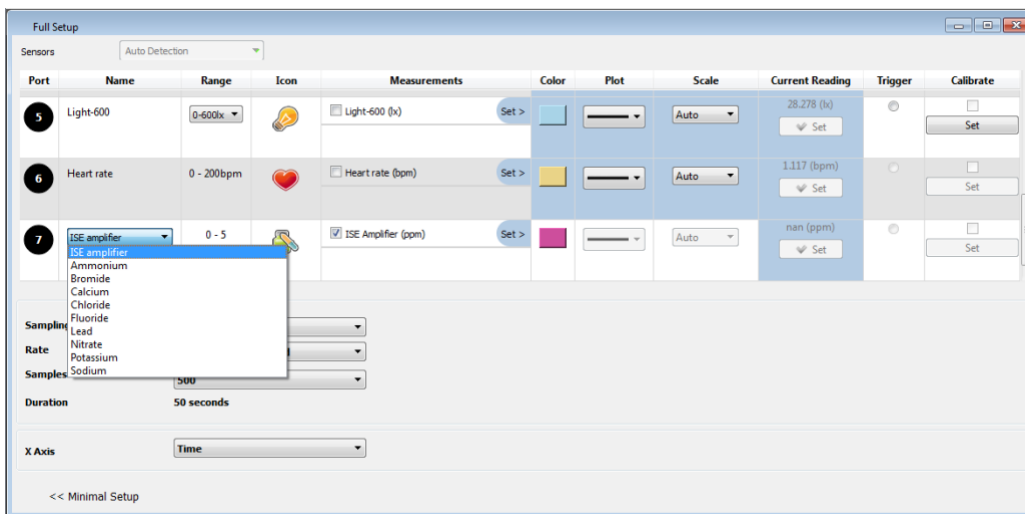 Full Setup
Sensors Auto Detection
Port Name Range Icon Measurements Color Plot Scale Current Reading Trigger Calibrate
5 Light-600 0-600lx Light-600 (lx) Set > Auto 28.278 (lx)
Set Set
6 Heart rate 0 - 200bpm Heart rate (bpm) Set > Auto 1.117 (bpm)
Set Set
7 ISE amplifier 0 - 5 ISE Amplifier (ppm) Set > Auto nan (ppm)
Set Set
ISE amplifier
Ammonium
Bromide
Calcium
Chloride
Fluoride
Lead
Nitrate
Potassium
Sodium
Sampling
Rate
Samples 500
Duration 50 seconds
X Axis Time
<< Minimal Setup